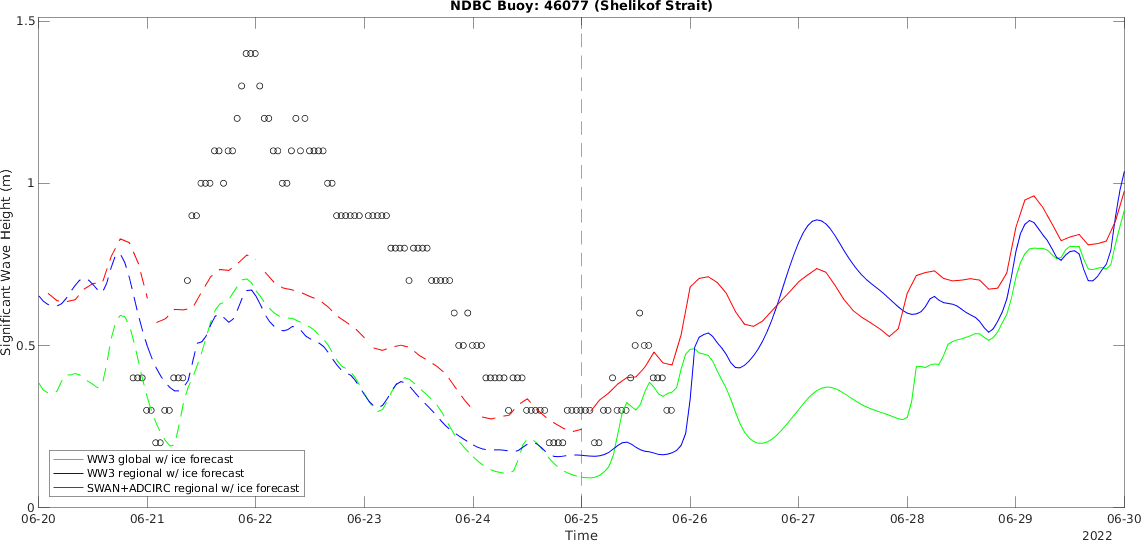 NDBC Buoy: 46077 (Shelikof Strait)
1.5
1
0.5
0
Significant Wave Height (m)
WW3 global w/ ice forecast
WW3 regional w/ ice forecast
SWAN+ADCIRC regional w/ ice forecast
06-20 06-21 06-22 06-23 06-24 06-25 06-26 06-27 06-28 06-29 06-30
Time
2022